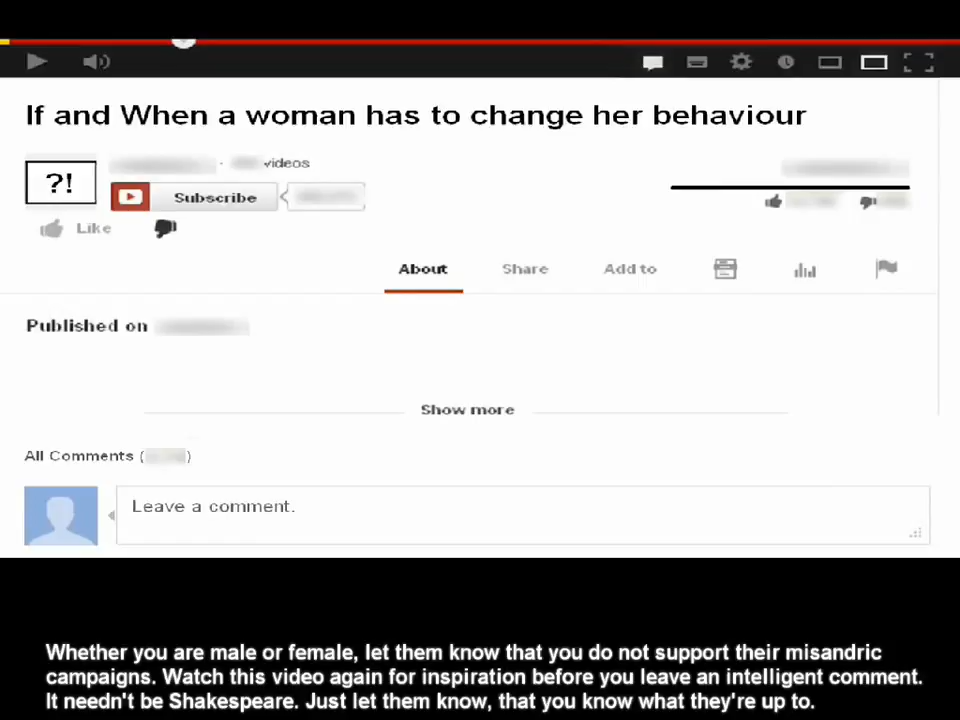 If and When a woman has to change her behaviour
?!
videos
Subscribe
Like
About Share Add to
Published on
Show more
All Comments ( )
Leave a comment.
Whether you are male or female, let them know that you do not support their misandric
campaigns. Watch this video again for inspiration before you leave an intelligent comment.
It needn't be Shakespeare. Just let them know, that you know what they're up to.